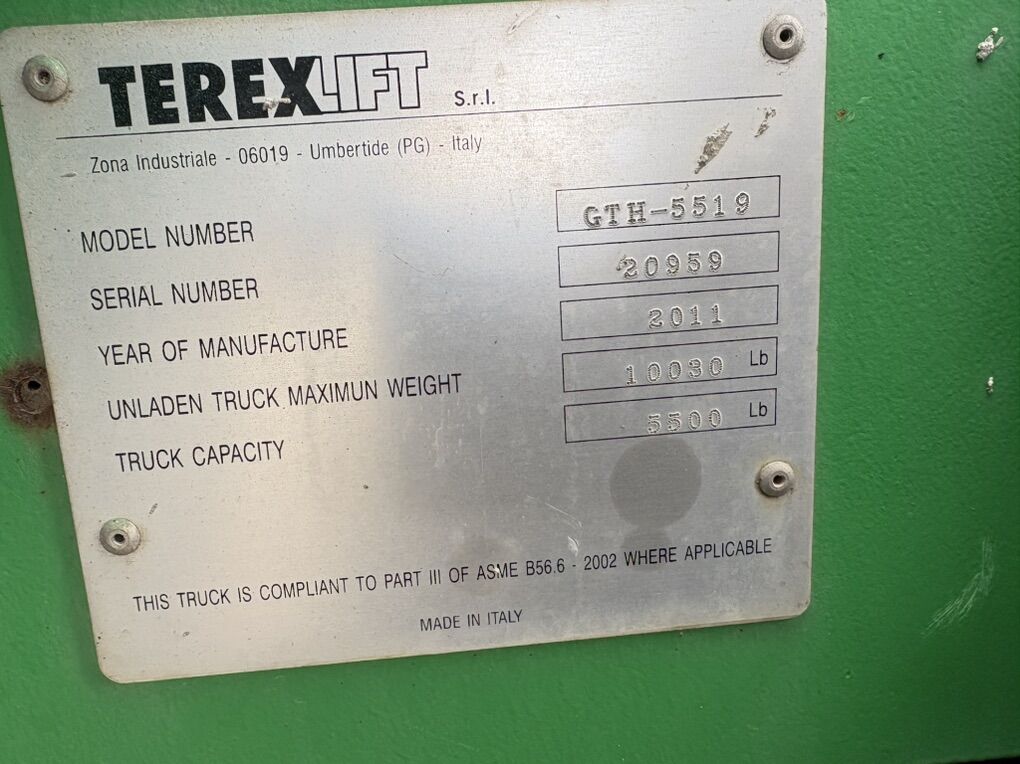 TEREXLIFT S.r.l.
Zona Industriale - 06019 - Umbertide (PG) - Italy
MODEL NUMBER GTH-5519
SERIAL NUMBER 20959
YEAR OF MANUFACTURE 2011
UNLADEN TRUCK MAXIMUN WEIGHT 10030 Lb
TRUCK CAPACITY 5500 Lb
THIS TRUCK IS COMPLIANT TO PART III OF ASME B56.6 - 2002 WHERE APPLICABLE
MADE IN ITALY